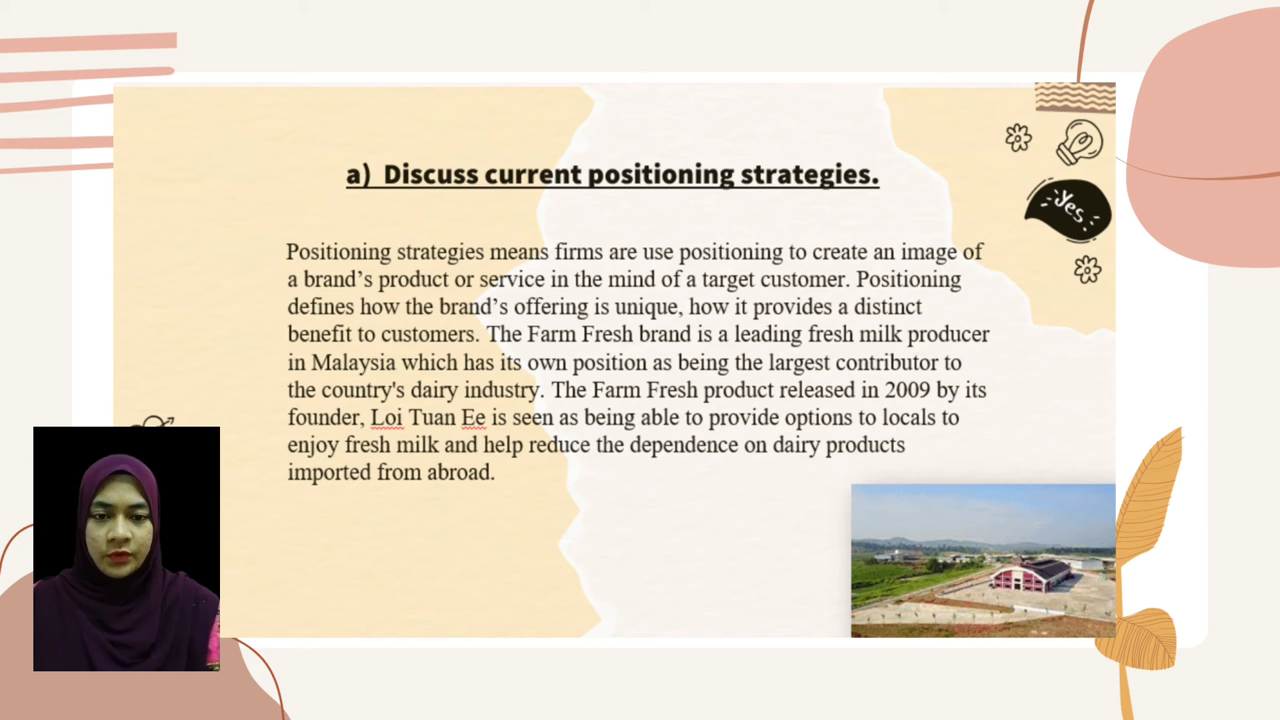 a) Discuss current positioning strategies.
Yes
Positioning strategies means firms are use positioning to create an image of
a brand’s product or service in the mind of a target customer. Positioning
defines how the brand’s offering is unique, how it provides a distinct
benefit to customers. The Farm Fresh brand is a leading fresh milk producer
in Malaysia which has its own position as being the largest contributor to
the country's dairy industry. The Farm Fresh product released in 2009 by its
founder, Loi Tuan Ee is seen as being able to provide options to locals to
enjoy fresh milk and help reduce the dependence on dairy products
imported from abroad.